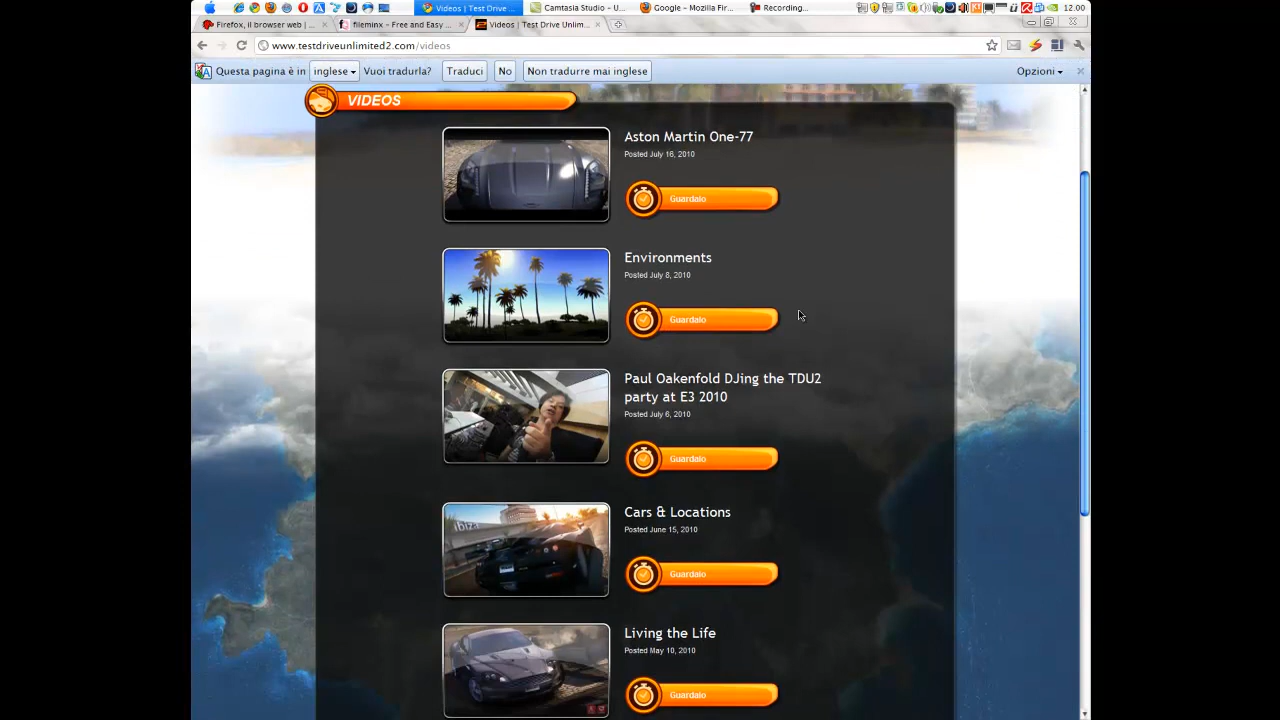 Videos | Test Drive ...
Camtasia Studio - U...
Google - Mozilla Fir...
Recording...
12.00
Firefox, il browser web | ...
fileminx - Free and Easy ...
Videos | Test Drive Unlim...
www.testdriveunlimited2.com/videos
Questa pagina è in
inglese
Vuoi tradurla?
Traduci
No
Non tradurre mai inglese
Opzioni
VIDEOS
Aston Martin One-77
Posted July 16, 2010
Guardalo
Environments
Posted July 8, 2010
Guardalo
Paul Oakenfold DJing the TDU2
party at E3 2010
Posted July 6, 2010
Guardalo
ibiza
Cars & Locations
Posted June 15, 2010
Guardalo
Living the Life
Posted May 10, 2010
Guardalo